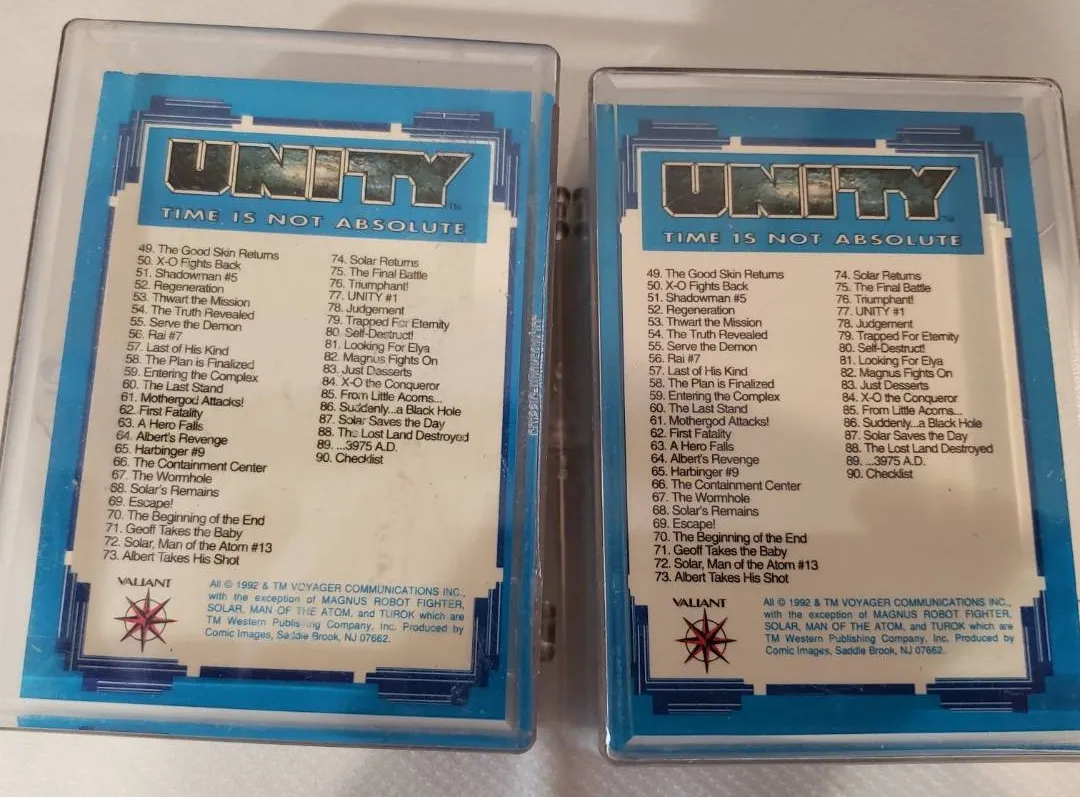 UNITY
TM
TIME IS NOT ABSOLUTE
49. The Good Skin Returns
50. X-O Fights Back
51. Shadowman #5
52. Regeneration
53. Thwart the Mission
54. The Truth Revealed
55. Serve the Demon
56. Rai #7
57. Last of His Kind
58. The Plan is Finalized
59. Entering the Complex
60. The Last Stand
61. Mothergod Attacks!
62. First Fatality
63. A Hero Falls
64. Albert's Revenge
65. Harbinger #9
66. The Containment Center
67. The Wormhole
68. Solar's Remains
69. Escape!
70. The Beginning of the End
71. Geoff Takes the Baby
72. Solar, Man of the Atom #13
73. Albert Takes His Shot
74. Solar Returns
75. The Final Battle
76. Triumphant!
77. UNITY #1
78. Judgement
79. Trapped For Eternity
80. Self-Destruct!
81. Looking For Elya
82. Magnus Fights On
83. Just Desserts
84. X-O the Conqueror
85. From Little Acorns...
86. Suddenly...a Black Hole
87. Solar Saves the Day
88. The Lost Land Destroyed
89. ...3975 A.D.
90. Checklist
VALIANT
All © 1992 & TM VOYAGER COMMUNICATIONS INC.,
with the exception of MAGNUS ROBOT FIGHTER,
SOLAR, MAN OF THE ATOM, and TUROK which are
TM Western Publishing Company, Inc. Produced by
Comic Images, Saddle Brook, NJ 07662.
UNITY
TM
TIME IS NOT ABSOLUTE
49. The Good Skin Returns
50. X-O Fights Back
51. Shadowman #5
52. Regeneration
53. Thwart the Mission
54. The Truth Revealed
55. Serve the Demon
56. Rai #7
57. Last of His Kind
58. The Plan is Finalized
59. Entering the Complex
60. The Last Stand
61. Mothergod Attacks!
62. First Fatality
63. A Hero Falls
64. Albert's Revenge
65. Harbinger #9
66. The Containment Center
67. The Wormhole
68. Solar's Remains
69. Escape!
70. The Beginning of the End
71. Geoff Takes the Baby
72. Solar, Man of the Atom #13
73. Albert Takes His Shot
74. Solar Returns
75. The Final Battle
76. Triumphant!
77. UNITY #1
78. Judgement
79. Trapped For Eternity
80. Self-Destruct!
81. Looking For Elya
82. Magnus Fights On
83. Just Desserts
84. X-O the Conqueror
85. From Little Acorns...
86. Suddenly...a Black Hole
87. Solar Saves the Day
88. The Lost Land Destroyed
89. ...3975 A.D.
90. Checklist
VALIANT
All © 1992 & TM VOYAGER COMMUNICATIONS INC.,
with the exception of MAGNUS ROBOT FIGHTER,
SOLAR, MAN OF THE ATOM, and TUROK which are
TM Western Publishing Company, Inc. Produced by
Comic Images, Saddle Brook, NJ 07662.